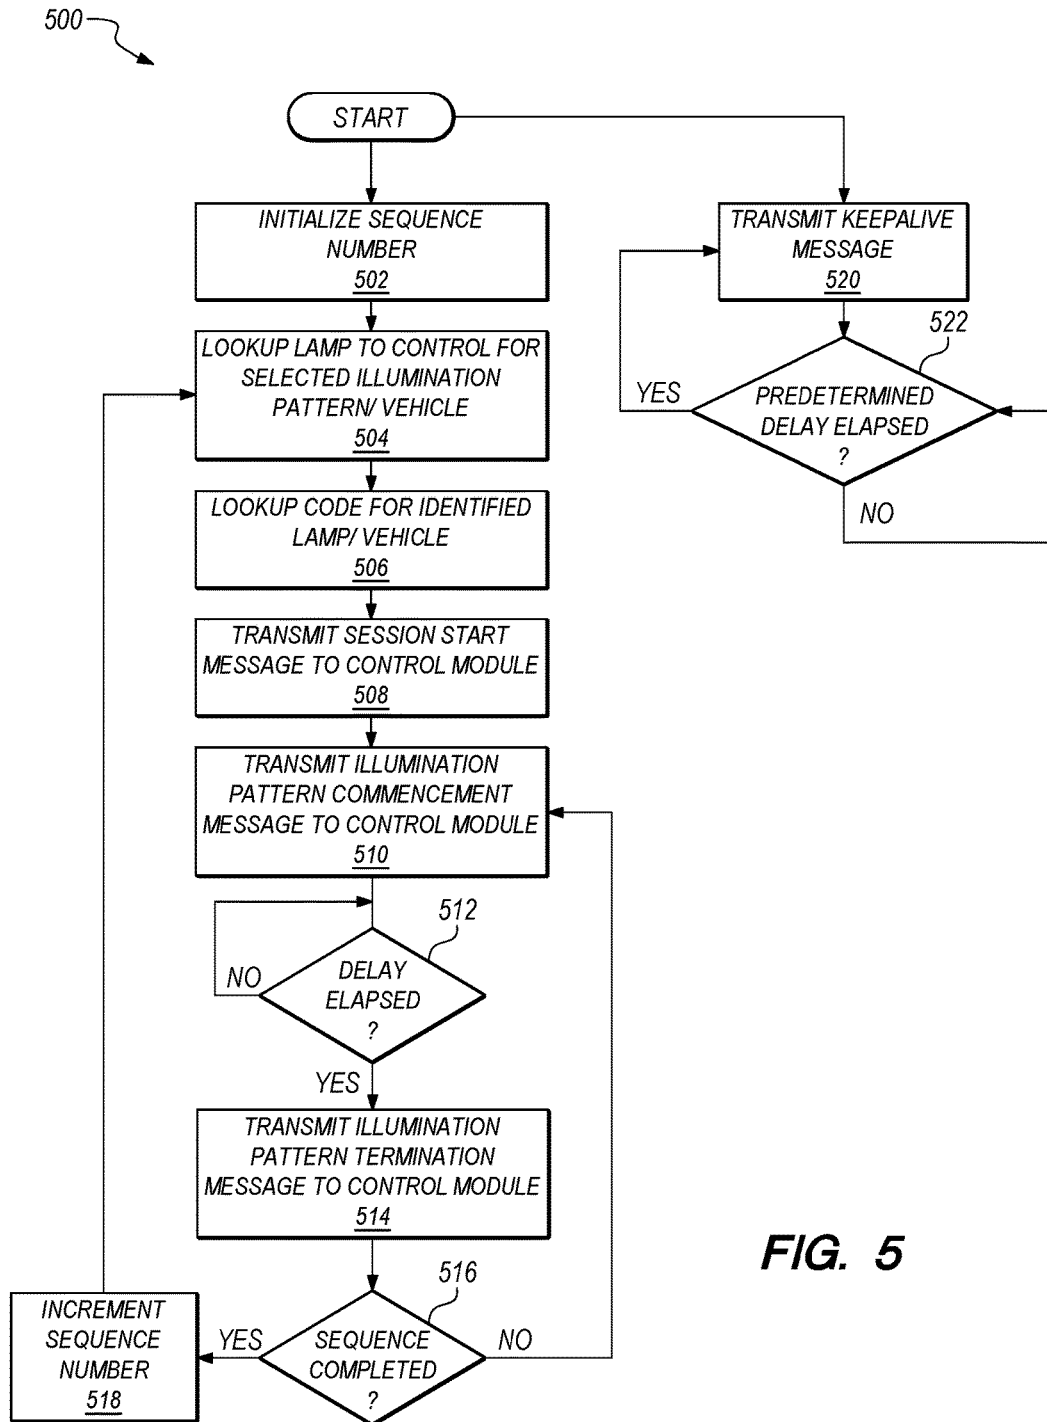 500
START
INITIALIZE SEQUENCE
NUMBER
502
LOOKUP LAMP TO CONTROL FOR
SELECTED ILLUMINATION
PATTERN/ VEHICLE
504
LOOKUP CODE FOR IDENTIFIED
LAMP/ VEHICLE
506
TRANSMIT SESSION START
MESSAGE TO CONTROL MODULE
508
TRANSMIT ILLUMINATION
PATTERN COMMENCEMENT
MESSAGE TO CONTROL MODULE
510
512
DELAY
ELAPSED
?
NO
YES
TRANSMIT ILLUMINATION
PATTERN TERMINATION
MESSAGE TO CONTROL MODULE
514
516
SEQUENCE
COMPLETED
?
YES
NO
INCREMENT
SEQUENCE
NUMBER
518
TRANSMIT KEEPALIVE
MESSAGE
520
522
PREDETERMINED
DELAY ELAPSED
?
YES
NO
FIG. 5